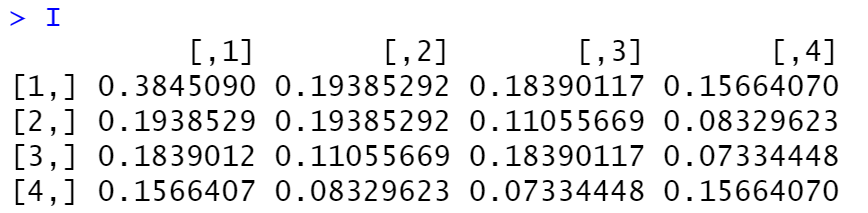 > I
          [,1]       [,2]       [,3]       [,4]
[1,] 0.3845090 0.19385292 0.18390117 0.15664070
[2,] 0.1938529 0.19385292 0.11055669 0.08329623
[3,] 0.1839012 0.11055669 0.18390117 0.07334448
[4,] 0.1566407 0.08329623 0.07334448 0.15664070